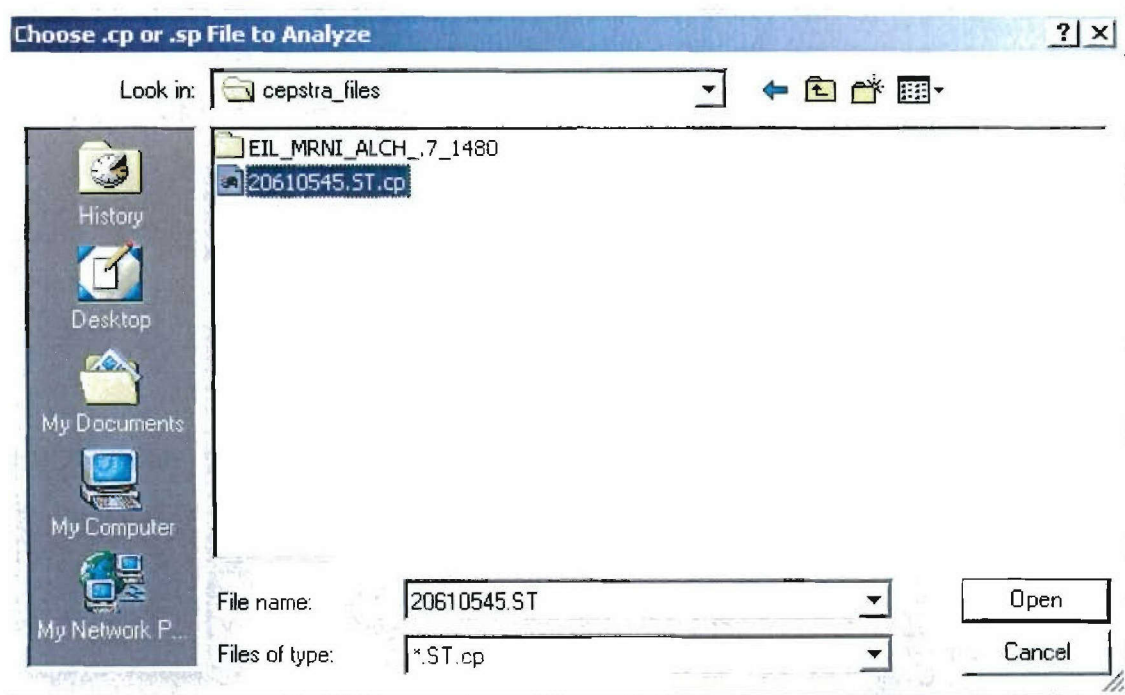 Choose .cp or .sp File to Analyze ? ×
Look in: cepstra_files
EIL_MRNI_ALCH_.7_1480
20610545.ST.cp
History
Desktop
My Documents
My Computer
My Network P...
File name: 20610545.ST Open
Files of type: *.ST.cp Cancel